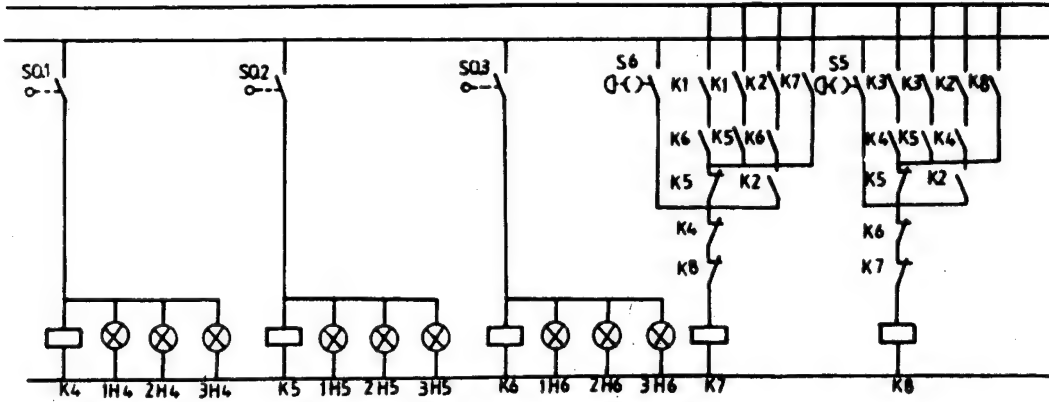 SQ1 SQ2 SQ3 S6 K1 K1 K2 K7 S5 K3 K3 K2 K8
K6 K5 K6 K4 K5 K4
K5 K2 K5 K2
K4 K6
K8 K7
K4 1H4 2H4 3H4 K5 1H5 2H5 3H5 K6 1H6 2H6 3H6 K7 K8